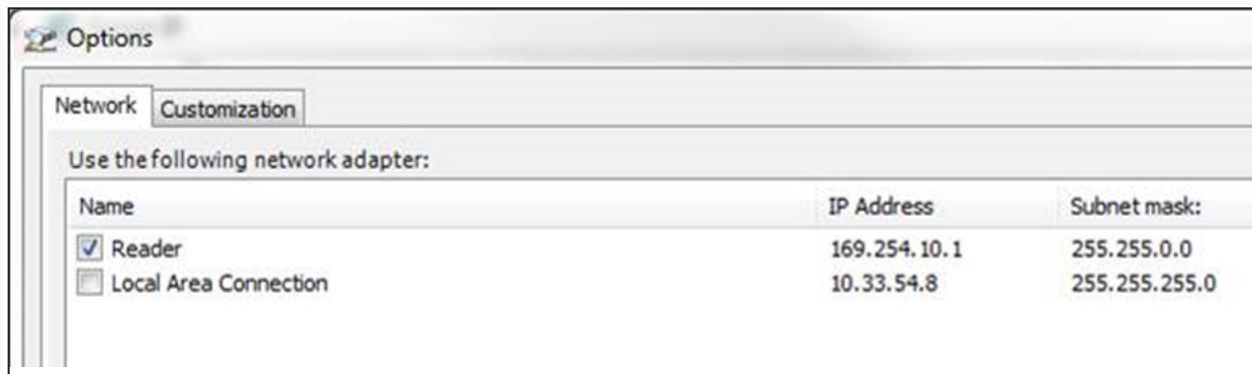 Options
Network Customization
Use the following network adapter:
Name IP Address Subnet mask:
Reader 169.254.10.1 255.255.0.0
Local Area Connection 10.33.54.8 255.255.255.0